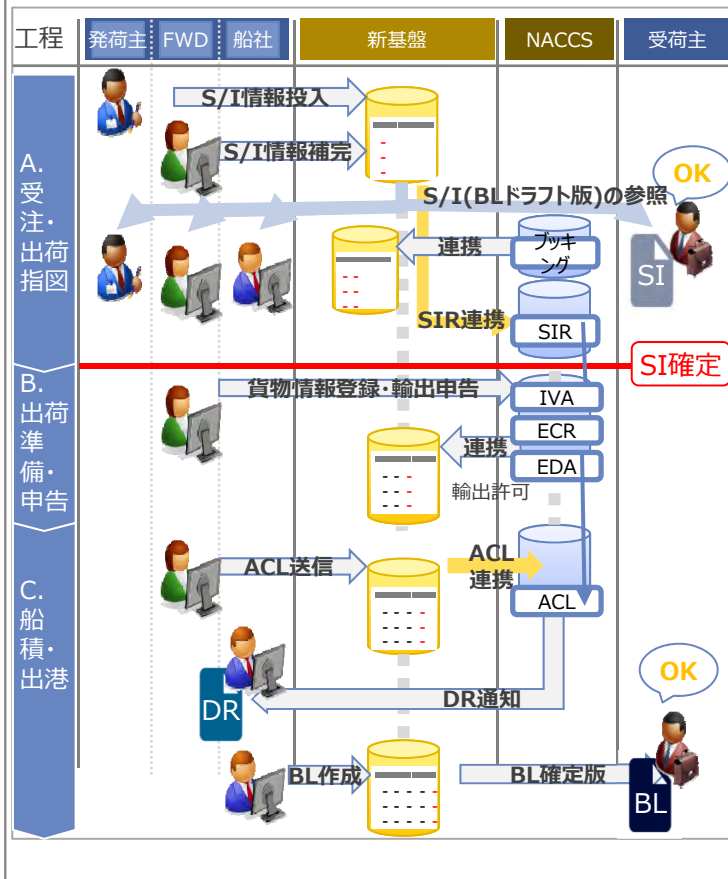 工程
発荷主
FWD
船社
新基盤
NACCS
受荷主
A.
受
注・
出荷
指図
S/I情報投入
S/I情報補完
OK
S/I(BLドラフト版)の参照
連携
ブッキ
ング
SI
SIR連携
SIR
SI確定
B.
出荷
準
備・
申告
貨物情報登録・輸出申告
IVA
ECR
連携
EDA
輸出許可
C.
船
積・
出港
ACL送信
ACL
連携
ACL
OK
DR
DR通知
BL作成
BL確定版
BL